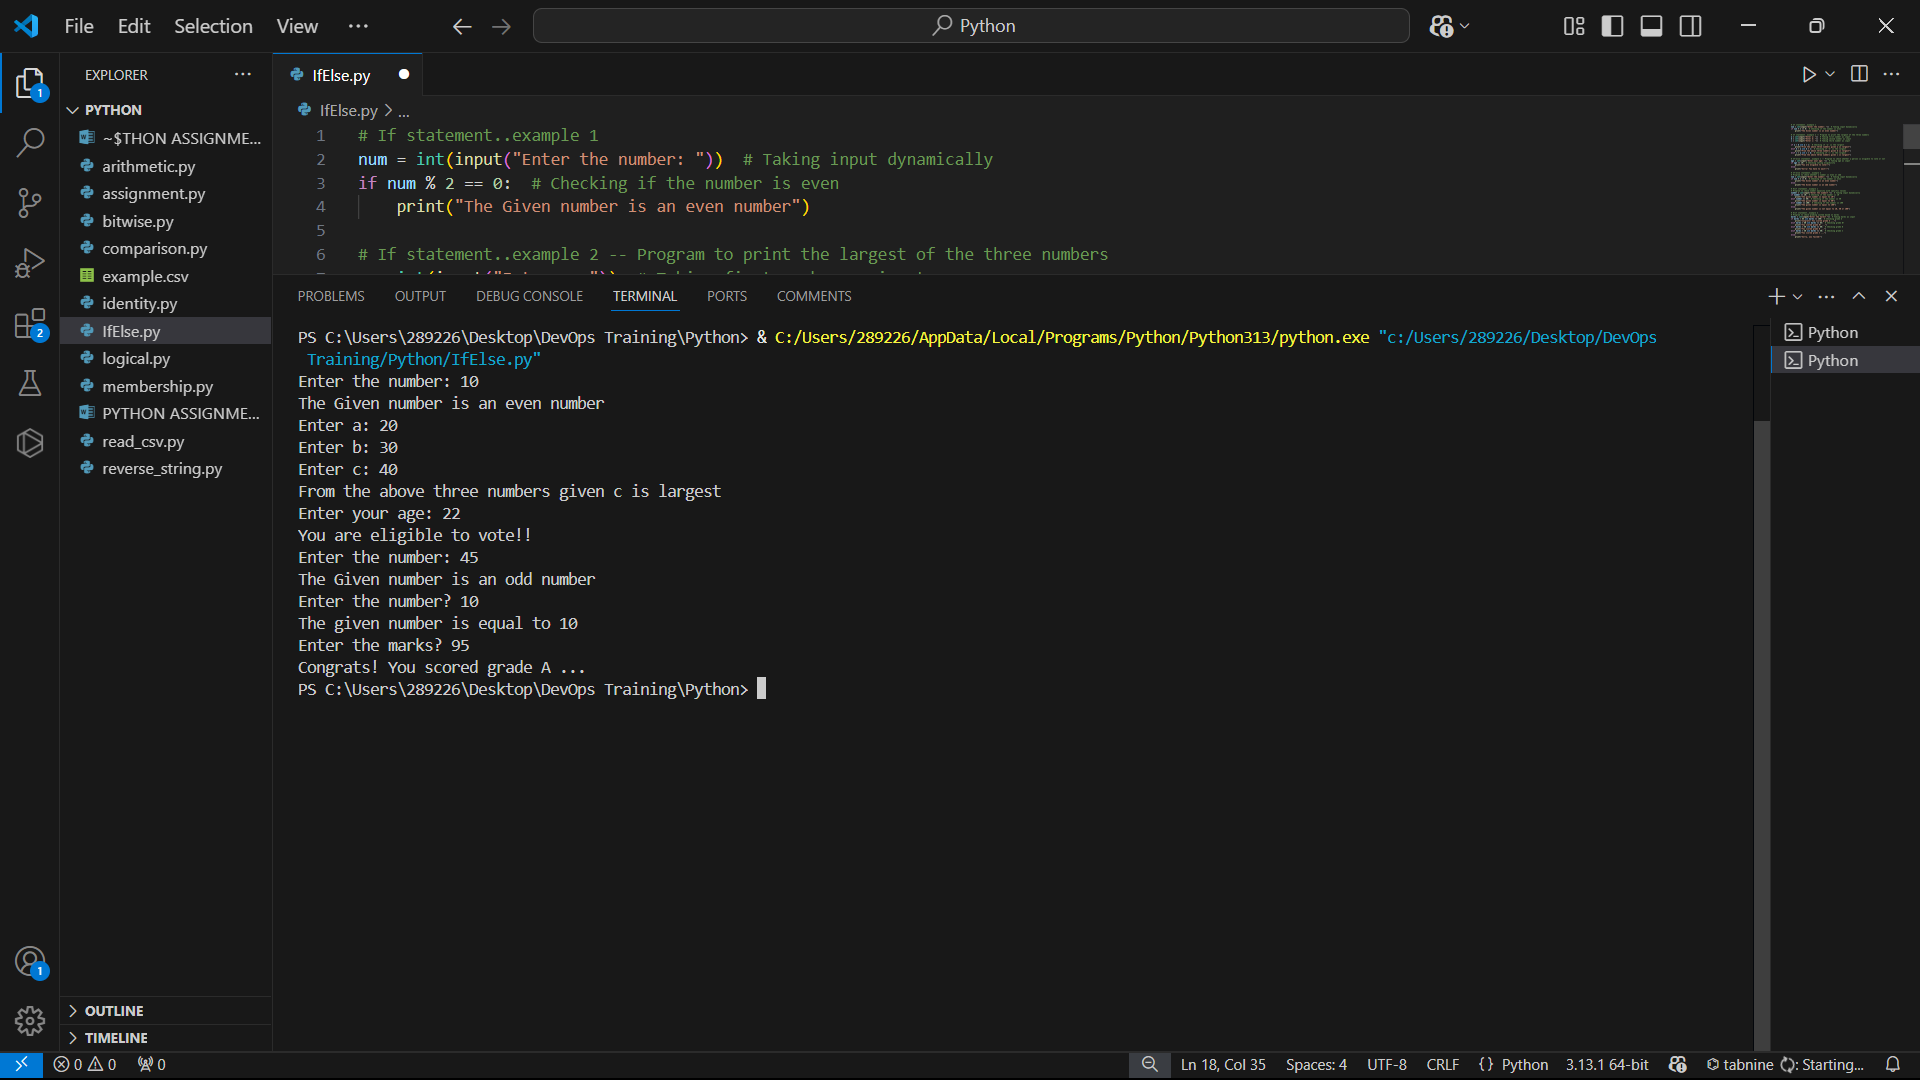 File Edit Selection View ... Python
EXPLORER ...
IfElse.py
PYTHON
IfElse.py > ...
~$THON ASSIGNME...
arithmetic.py
assignment.py
bitwise.py
comparison.py
example.csv
identity.py
IfElse.py
logical.py
membership.py
PYTHON ASSIGNME...
read_csv.py
reverse_string.py
OUTLINE
TIMELINE
1 # If statement..example 1
2 num = int(input("Enter the number: ")) # Taking input dynamically
3 if num % 2 == 0: # Checking if the number is even
4 print("The Given number is an even number")
5
6 # If statement..example 2 -- Program to print the largest of the three numbers
PROBLEMS OUTPUT DEBUG CONSOLE TERMINAL PORTS COMMENTS
PS C:\Users\289226\Desktop\DevOps Training\Python> & C:/Users/289226/AppData/Local/Programs/Python/Python313/python.exe "c:/Users/289226/Desktop/DevOps
Training/Python/IfElse.py"
Enter the number: 10
The Given number is an even number
Enter a: 20
Enter b: 30
Enter c: 40
From the above three numbers given c is largest
Enter your age: 22
You are eligible to vote!!
Enter the number: 45
The Given number is an odd number
Enter the number? 10
The given number is equal to 10
Enter the marks? 95
Congrats! You scored grade A ...
PS C:\Users\289226\Desktop\DevOps Training\Python>
Python
Python
1
2
1
0 0 0 Ln 18, Col 35 Spaces: 4 UTF-8 CRLF {} Python 3.13.1 64-bit tabnine : Starting...